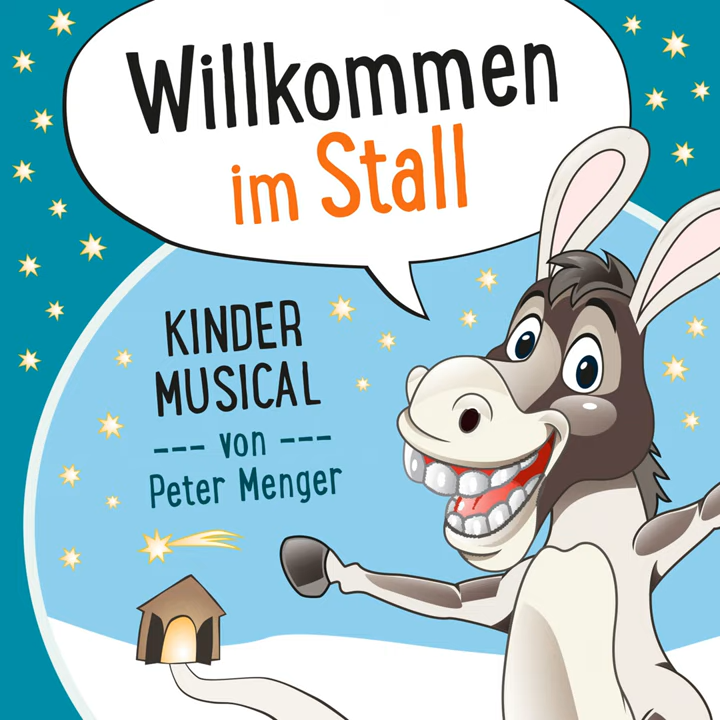 Willkommen
im Stall
KINDER
MUSICAL
--- von ---
Peter Menger